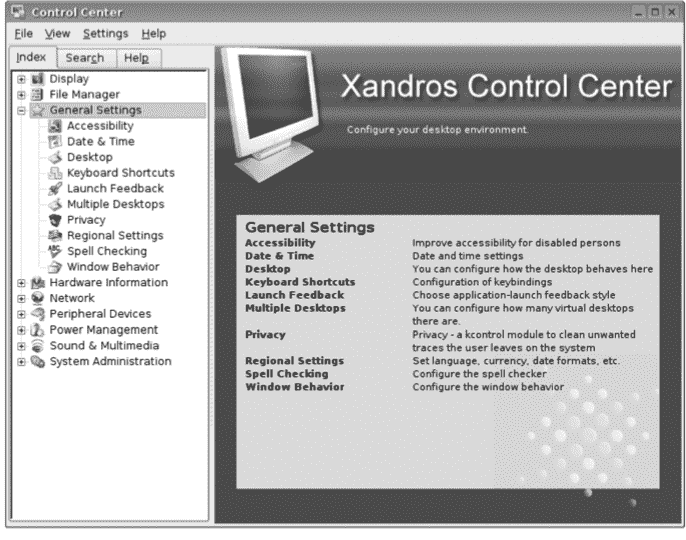 Control Center
File View Settings Help
Index Search Help
Display
File Manager
General Settings
Accessibility
Date & Time
Desktop
Keyboard Shortcuts
Launch Feedback
Multiple Desktops
Privacy
Regional Settings
Spell Checking
Window Behavior
Hardware Information
Network
Peripheral Devices
Power Management
Sound & Multimedia
System Administration
Xandros Control Center
Configure your desktop environment.
General Settings
Accessibility Improve accessibility for disabled persons
Date & Time Date and time settings
Desktop You can configure how the desktop behaves here
Keyboard Shortcuts Configuration of keybindings
Launch Feedback Choose application-launch feedback style
Multiple Desktops You can configure how many virtual desktops
there are.
Privacy Privacy - a kcontrol module to clean unwanted
traces the user leaves on the system
Regional Settings Set language, currency, date formats, etc.
Spell Checking Configure the spell checker
Window Behavior Configure the window behavior